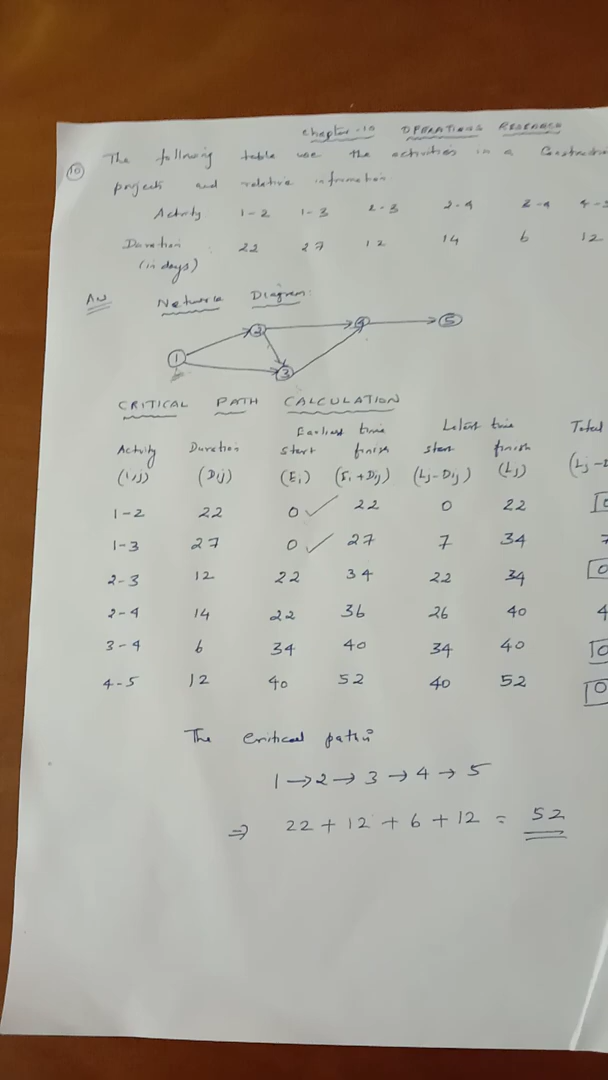 Chapter-10 OPERATIONS RESEARCH
10 The following table use the activities in a Constructio
projects and relative information
Activity 1-2 1-3 2-3 2-4 3-4 4-5
Duration 22 27 12 14 6 12
(in days)
An Network Diagram:
2 4 5
1
3
CRITICAL PATH CALCULATION
Earliest time Latest time Total
Activity Duration start finish start finish
(i,j) (Dij) (Ei) (Ei + Dij) (Lj - Dij) (Lj) (Lj -
1-2 22 0 ✓ 22 0 22 0
1-3 27 0 ✓ 27 7 34 7
2-3 12 22 34 22 34 0
2-4 14 22 36 26 40 4
3-4 6 34 40 34 40 0
4-5 12 40 52 40 52 0
The Critical path:
1 → 2 → 3 → 4 → 5
⇒ 22 + 12 + 6 + 12 = 52